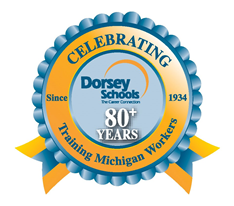 CELEBRATING
Since 1934
Dorsey
Schools
The Career Connection
80+
YEARS
Training Michigan Workers